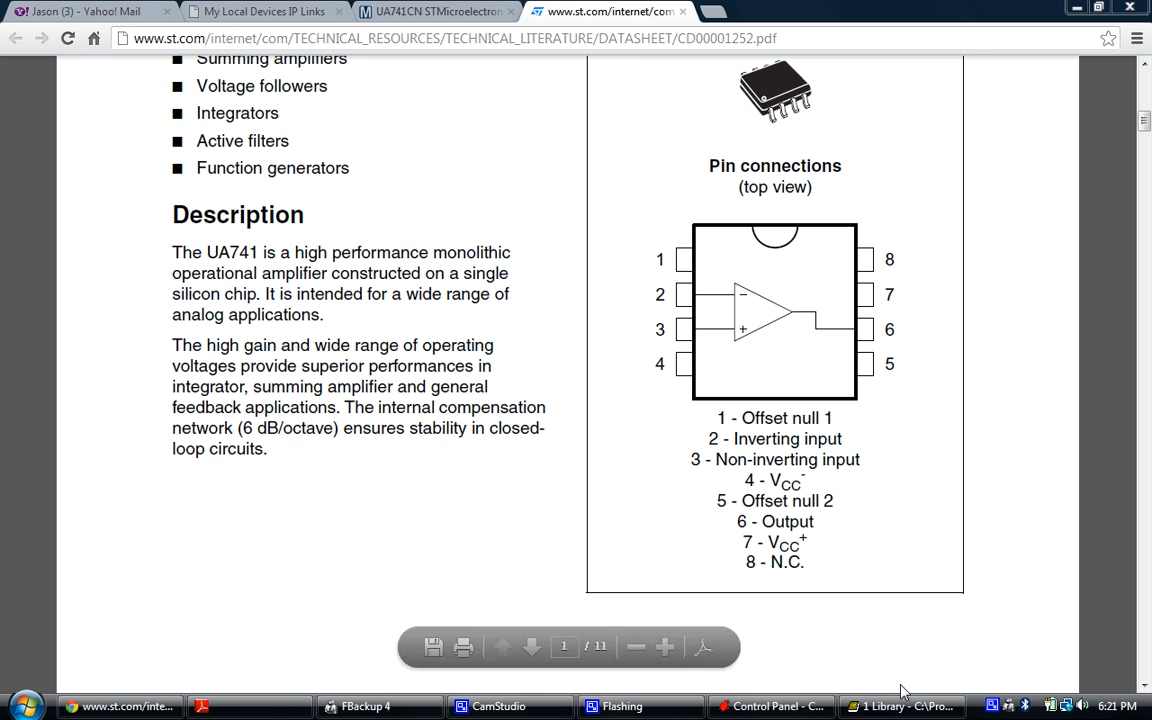 Jason (3) - Yahoo! Mail
My Local Devices IP Links
UA741CN STMicroelectron
www.st.com/internet/com
www.st.com/internet/com/TECHNICAL_RESOURCES/TECHNICAL_LITERATURE/DATASHEET/CD00001252.pdf
Summing amplifiers
Voltage followers
Integrators
Active filters
Function generators
Description
The UA741 is a high performance monolithic
operational amplifier constructed on a single
silicon chip. It is intended for a wide range of
analog applications.
The high gain and wide range of operating
voltages provide superior performances in
integrator, summing amplifier and general
feedback applications. The internal compensation
network (6 dB/octave) ensures stability in closed-
loop circuits.
Pin connections
(top view)
1 8
2 - 7
3 + 6
4 5
1 - Offset null 1
2 - Inverting input
3 - Non-inverting input
4 - VCC-
5 - Offset null 2
6 - Output
7 - VCC+
8 - N.C.
1 / 11
www.st.com/inte...
FBackup 4
CamStudio
Flashing
Control Panel - C...
1 Library - C:\Pro...
6:21 PM